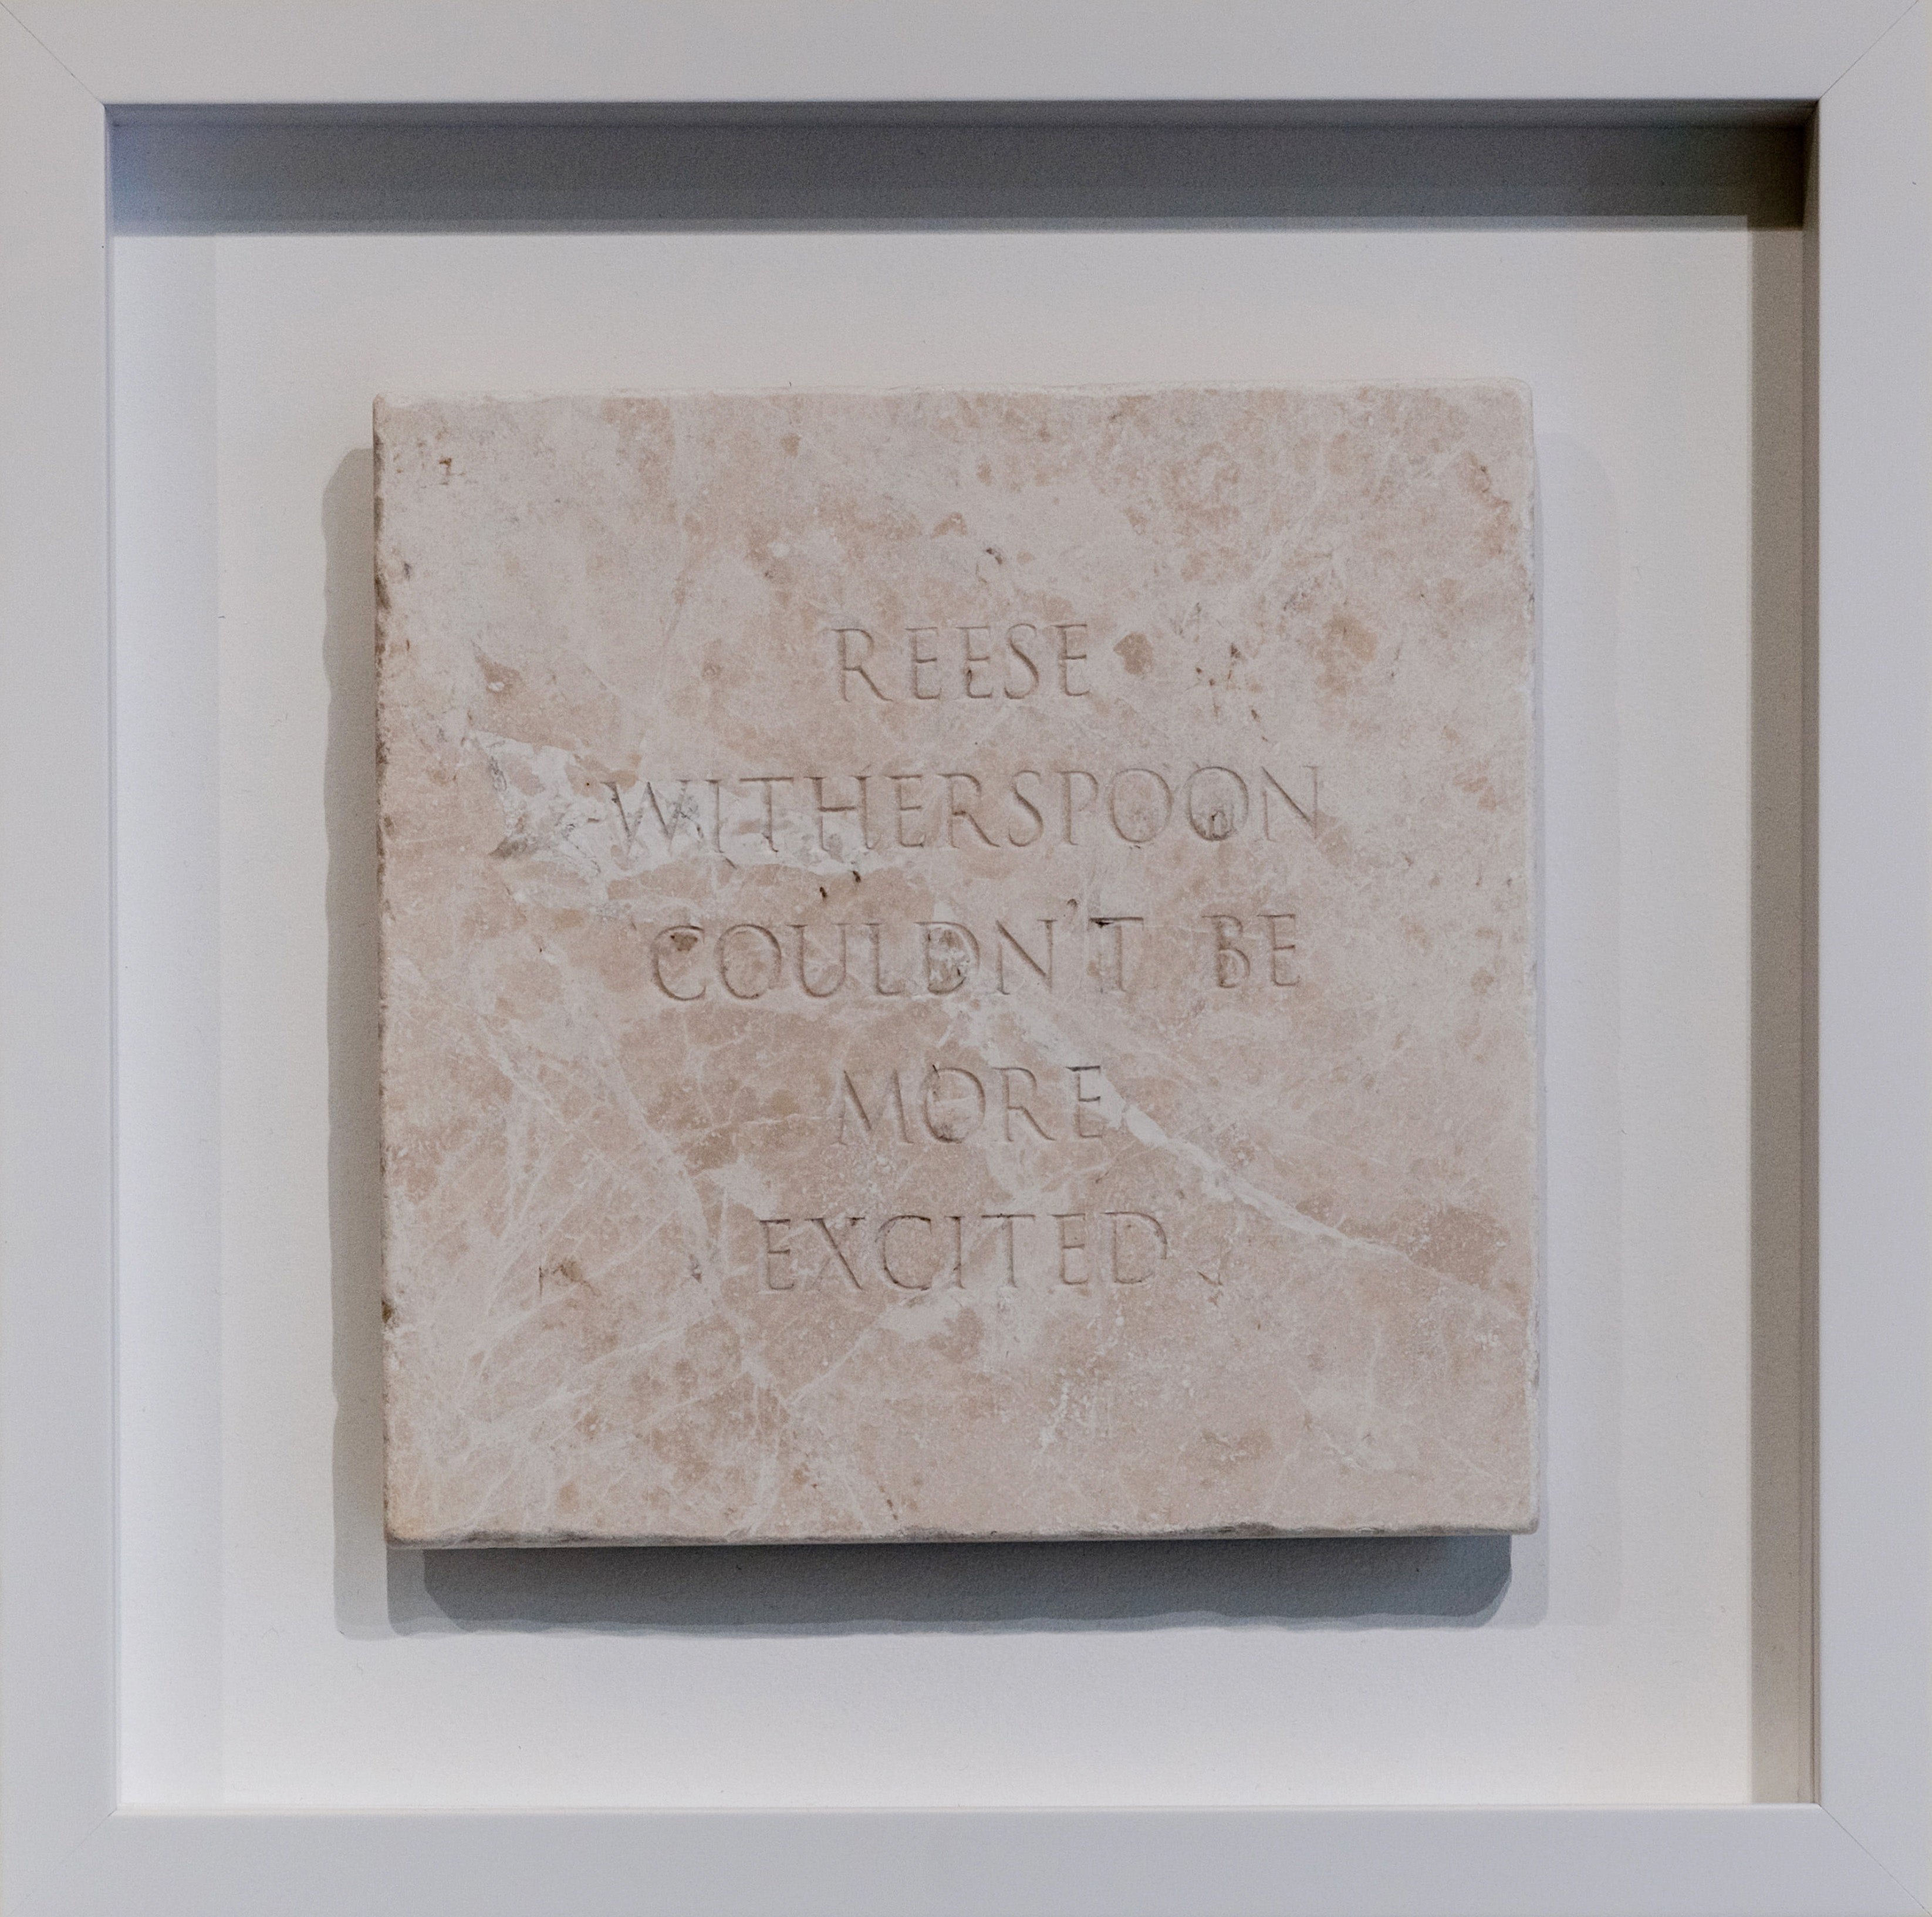 REESE
WITHERSPOON
COULDN'T BE
MORE
EXCITED